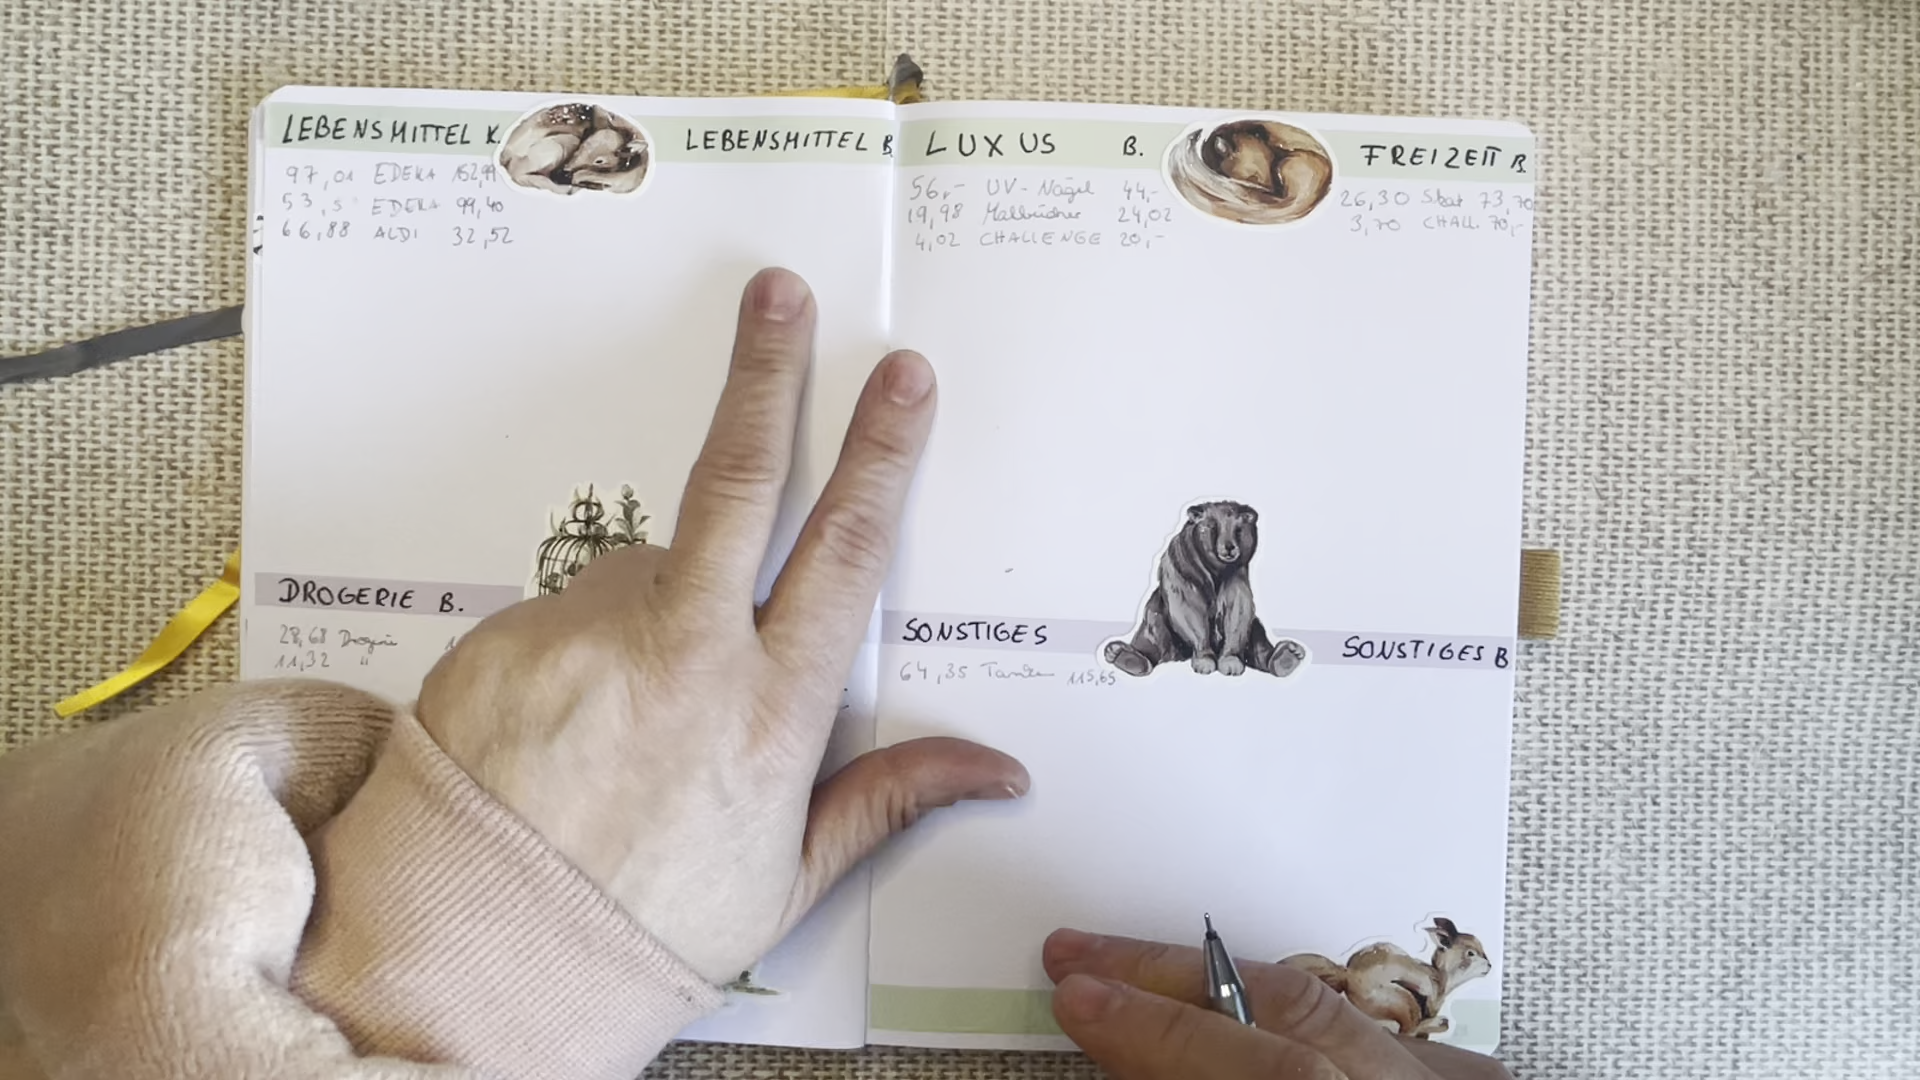 LEBENSMITTEL K.
97,01 EDEKA 152,99
53,5 EDEKA 99,40
66,88 ALDI 32,52
LEBENSMITTEL B
DROGERIE B.
28,68 Drogerie
11,32 "
LUXUS B.
56,- UV-Nägel 44,-
19,98 Malbücher 24,02
4,02 CHALLENGE 20,-
FREIZEIT B.
26,30 Skat 73,70
3,70 CHALL. 70,-
SONSTIGES
64,35 Tanken 115,65
SONSTIGES B